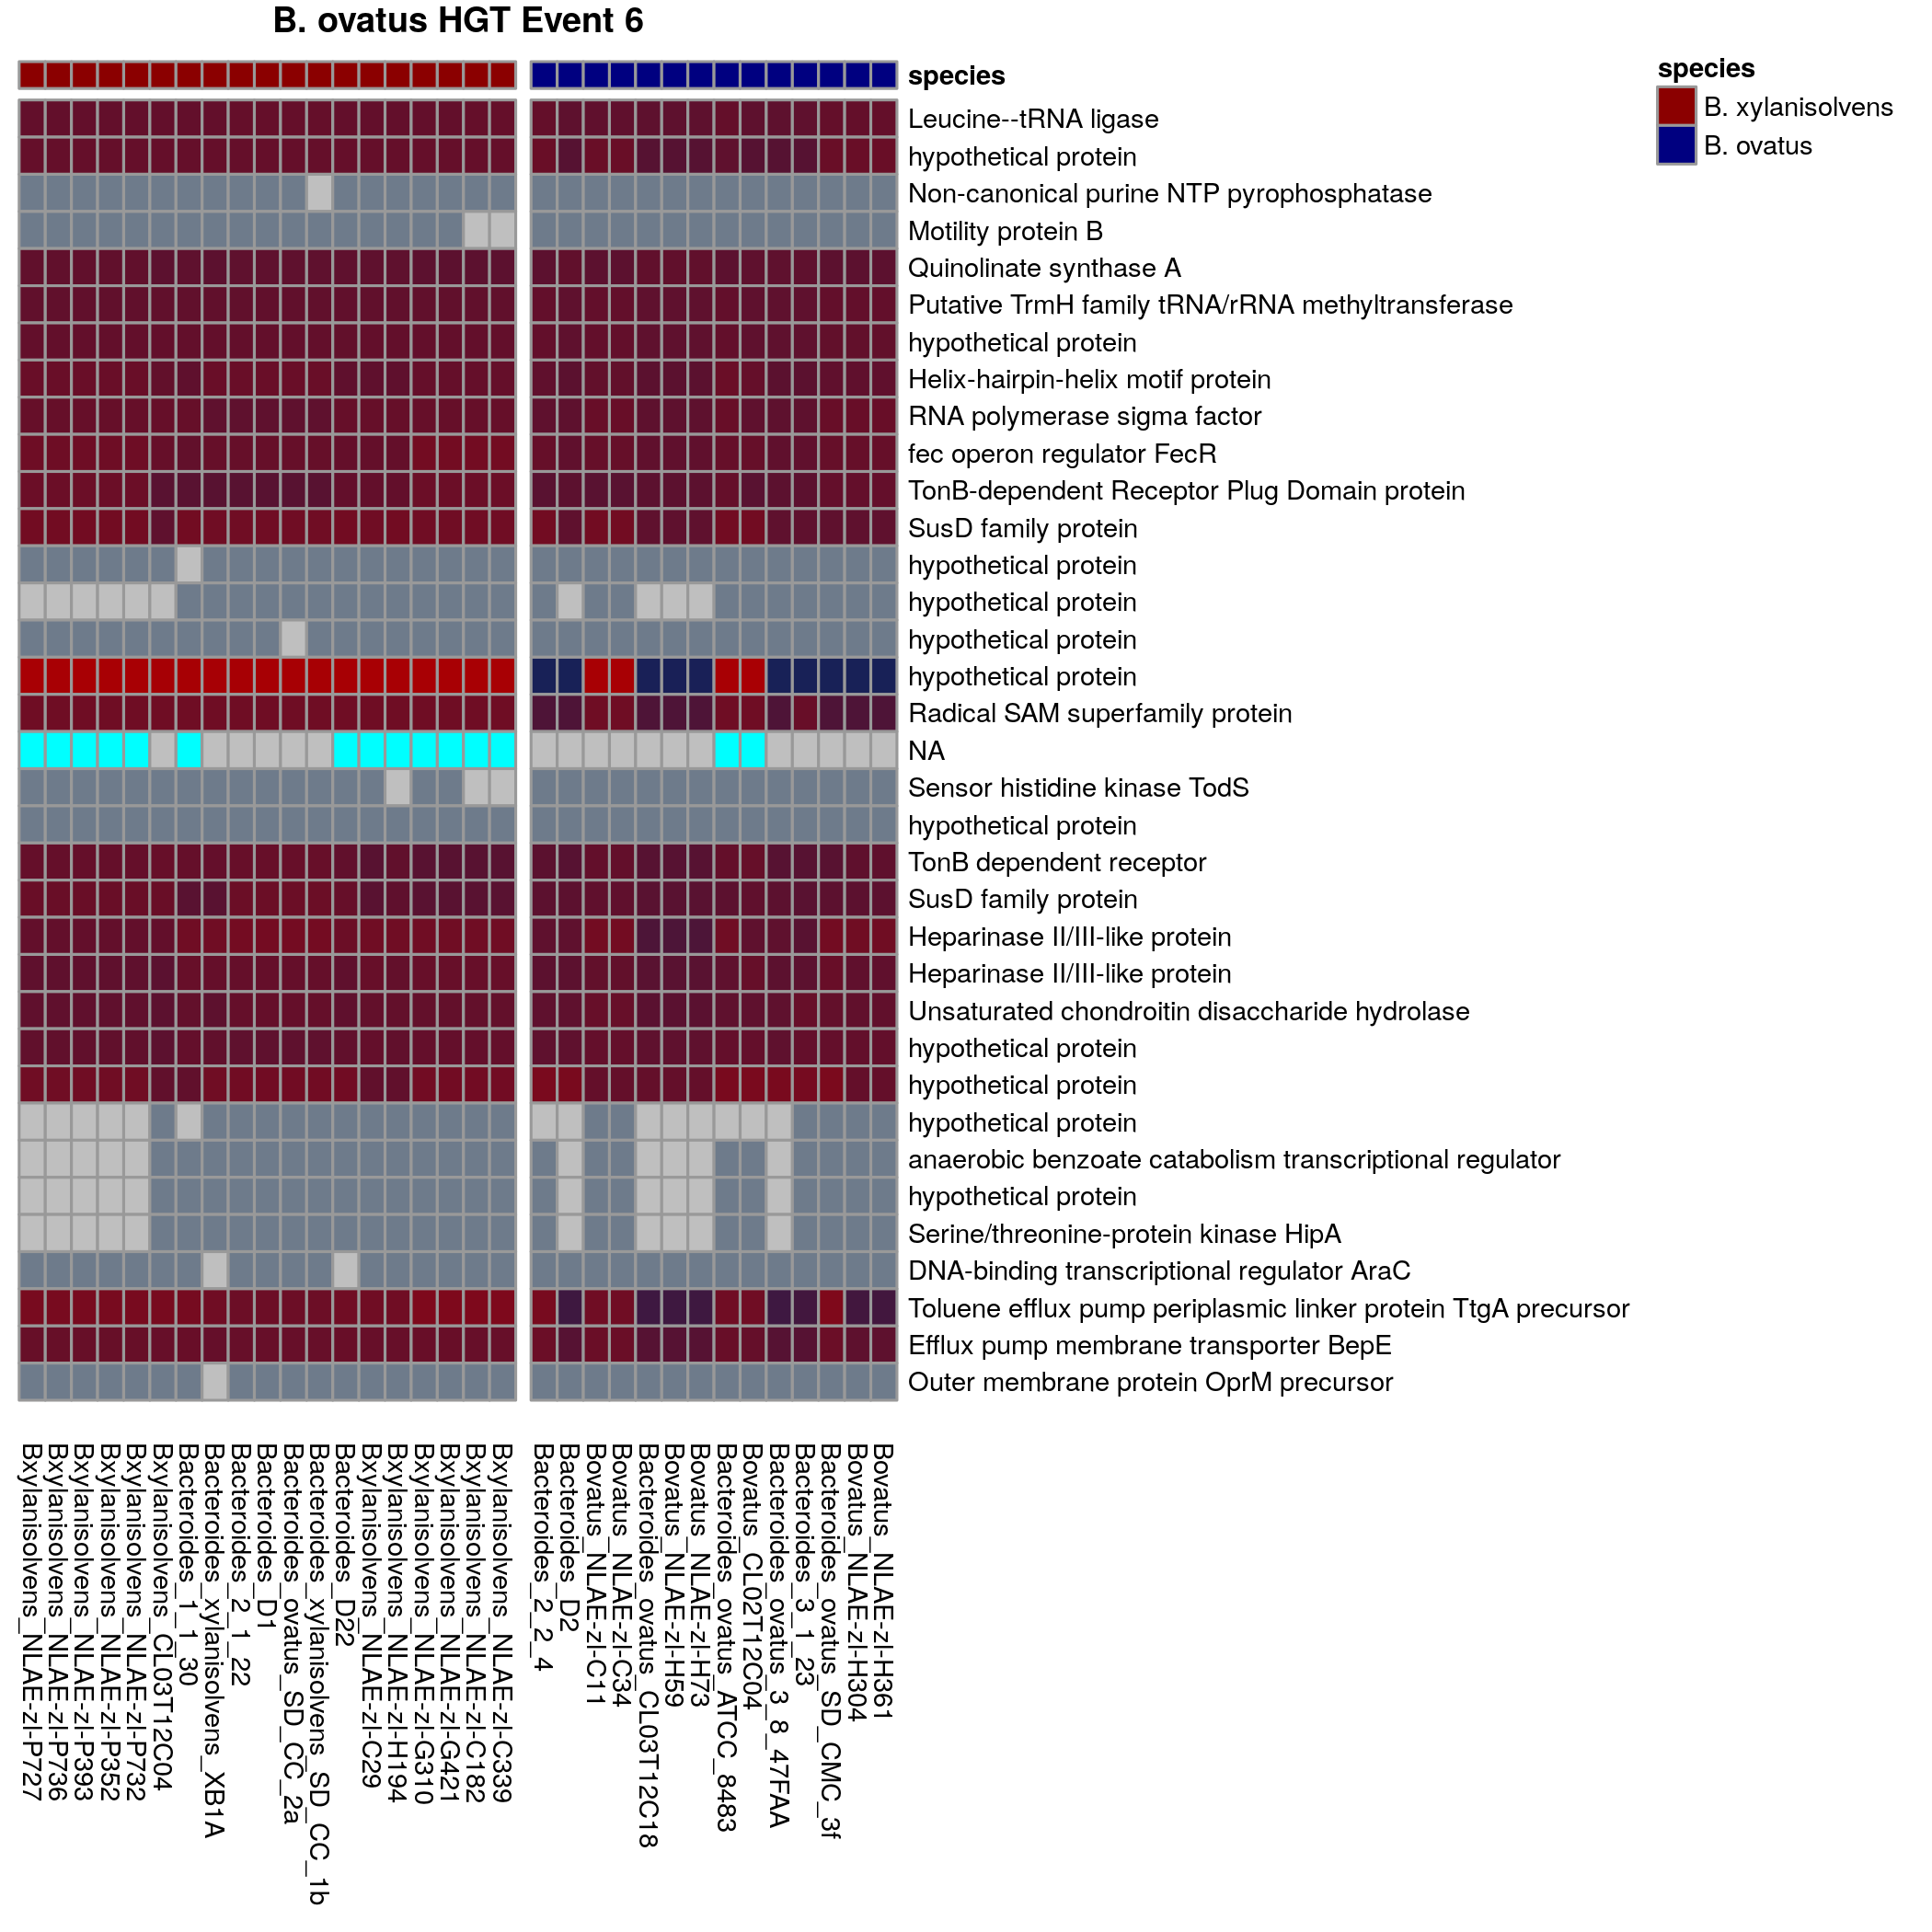 B. ovatus HGT Event 6
species
species
B. xylanisolvens
B. ovatus
Leucine--tRNA ligase
hypothetical protein
Non-canonical purine NTP pyrophosphatase
Motility protein B
Quinolinate synthase A
Putative TrmH family tRNA/rRNA methyltransferase
hypothetical protein
Helix-hairpin-helix motif protein
RNA polymerase sigma factor
fec operon regulator FecR
TonB-dependent Receptor Plug Domain protein
SusD family protein
hypothetical protein
hypothetical protein
hypothetical protein
hypothetical protein
Radical SAM superfamily protein
NA
Sensor histidine kinase TodS
hypothetical protein
TonB dependent receptor
SusD family protein
Heparinase II/III-like protein
Heparinase II/III-like protein
Unsaturated chondroitin disaccharide hydrolase
hypothetical protein
hypothetical protein
hypothetical protein
anaerobic benzoate catabolism transcriptional regulator
hypothetical protein
Serine/threonine-protein kinase HipA
DNA-binding transcriptional regulator AraC
Toluene efflux pump periplasmic linker protein TtgA precursor
Efflux pump membrane transporter BepE
Outer membrane protein OprM precursor
Bxylanisolvens_NLAE-zl-P727
Bxylanisolvens_NLAE-zl-P736
Bxylanisolvens_NLAE-zl-P393
Bxylanisolvens_NLAE-zl-P352
Bxylanisolvens_NLAE-zl-P732
Bxylanisolvens_CL03T12C04
Bacteroides_1_1_30
Bacteroides_xylanisolvens_XB1A
Bacteroides_2_1_22
Bacteroides_D1
Bacteroides_ovatus_SD_CC_2a
Bacteroides_xylanisolvens_SD_CC_1b
Bacteroides_D22
Bxylanisolvens_NLAE-zl-C29
Bxylanisolvens_NLAE-zl-H194
Bxylanisolvens_NLAE-zl-G310
Bxylanisolvens_NLAE-zl-G421
Bxylanisolvens_NLAE-zl-C182
Bxylanisolvens_NLAE-zl-C339
Bacteroides_2_2_4
Bacteroides_D2
Bovatus_NLAE-zl-C11
Bovatus_NLAE-zl-C34
Bacteroides_ovatus_CL03T12C18
Bovatus_NLAE-zl-H59
Bovatus_NLAE-zl-H73
Bacteroides_ovatus_ATCC_8483
Bovatus_CL02T12C04
Bacteroides_ovatus_3_8_47FAA
Bacteroides_3_1_23
Bacteroides_ovatus_SD_CMC_3f
Bovatus_NLAE-zl-H304
Bovatus_NLAE-zl-H361